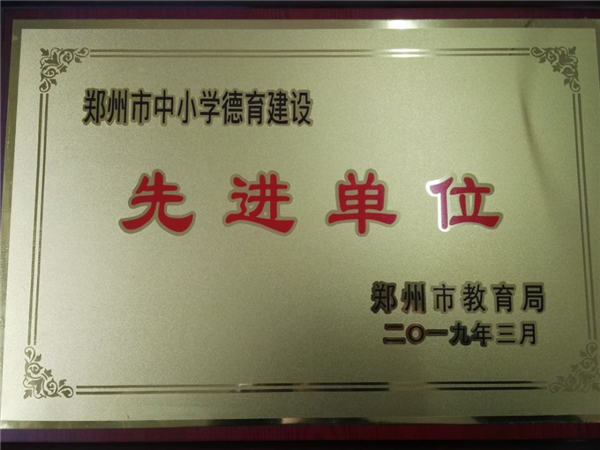 郑州市中小学德育建设
先进单位
郑州市教育局
二〇一九年三月